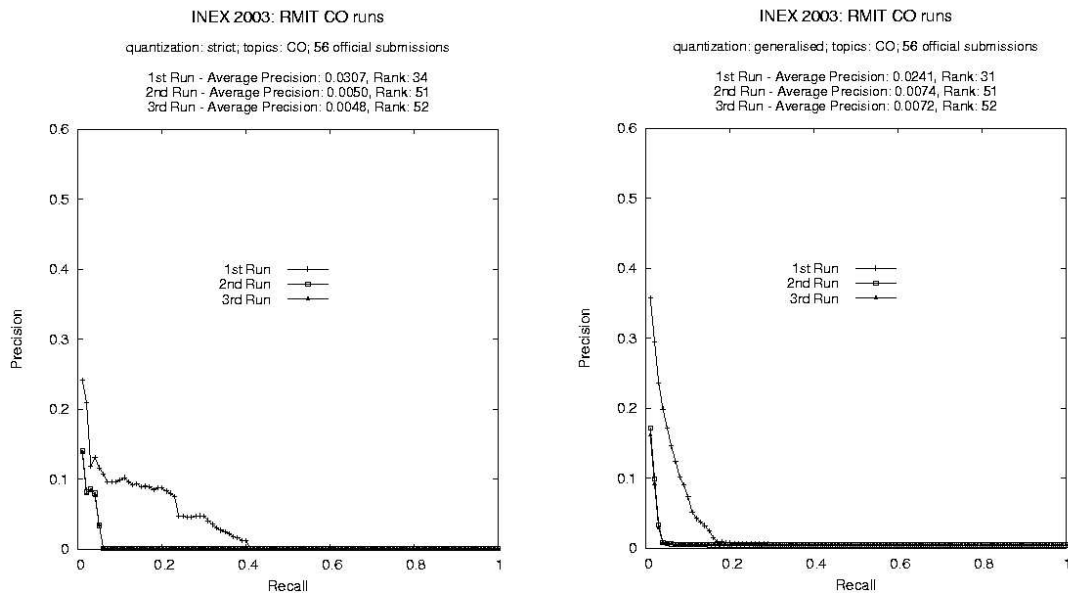 INEX 2003: RMIT CO runs
quantization: strict; topics: CO; 56 official submissions
1st Run - Average Precision: 0.0307, Rank: 34
2nd Run - Average Precision: 0.0050, Rank: 51
3rd Run - Average Precision: 0.0048, Rank: 52
0.6
0.5
0.4
0.3
0.2
0.1
0
Precision
1st Run
2nd Run
3rd Run
0 0.2 0.4 0.6 0.8 1
Recall
INEX 2003: RMIT CO runs
quantization: generalised; topics: CO; 56 official submissions
1st Run - Average Precision: 0.0241, Rank: 31
2nd Run - Average Precision: 0.0074, Rank: 51
3rd Run - Average Precision: 0.0072, Rank: 52
0.6
0.5
0.4
0.3
0.2
0.1
0
Precision
1st Run
2nd Run
3rd Run
0 0.2 0.4 0.6 0.8 1
Recall